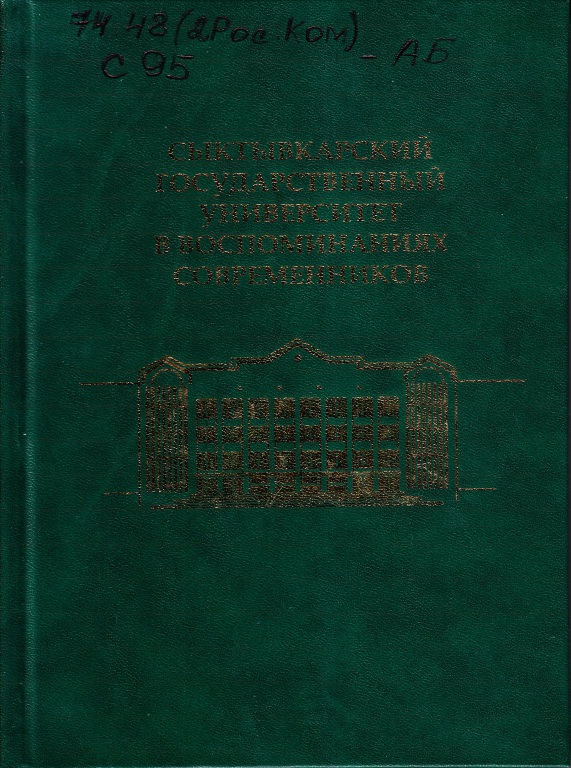 74 48 (2Рос. Ком)
С 95 - АБ
СЫКТЫВКАРСКИЙ
ГОСУДАРСТВЕННЫЙ
УНИВЕРСИТЕТ
В ВОСПОМИНАНИЯХ
СОВРЕМЕННИКОВ